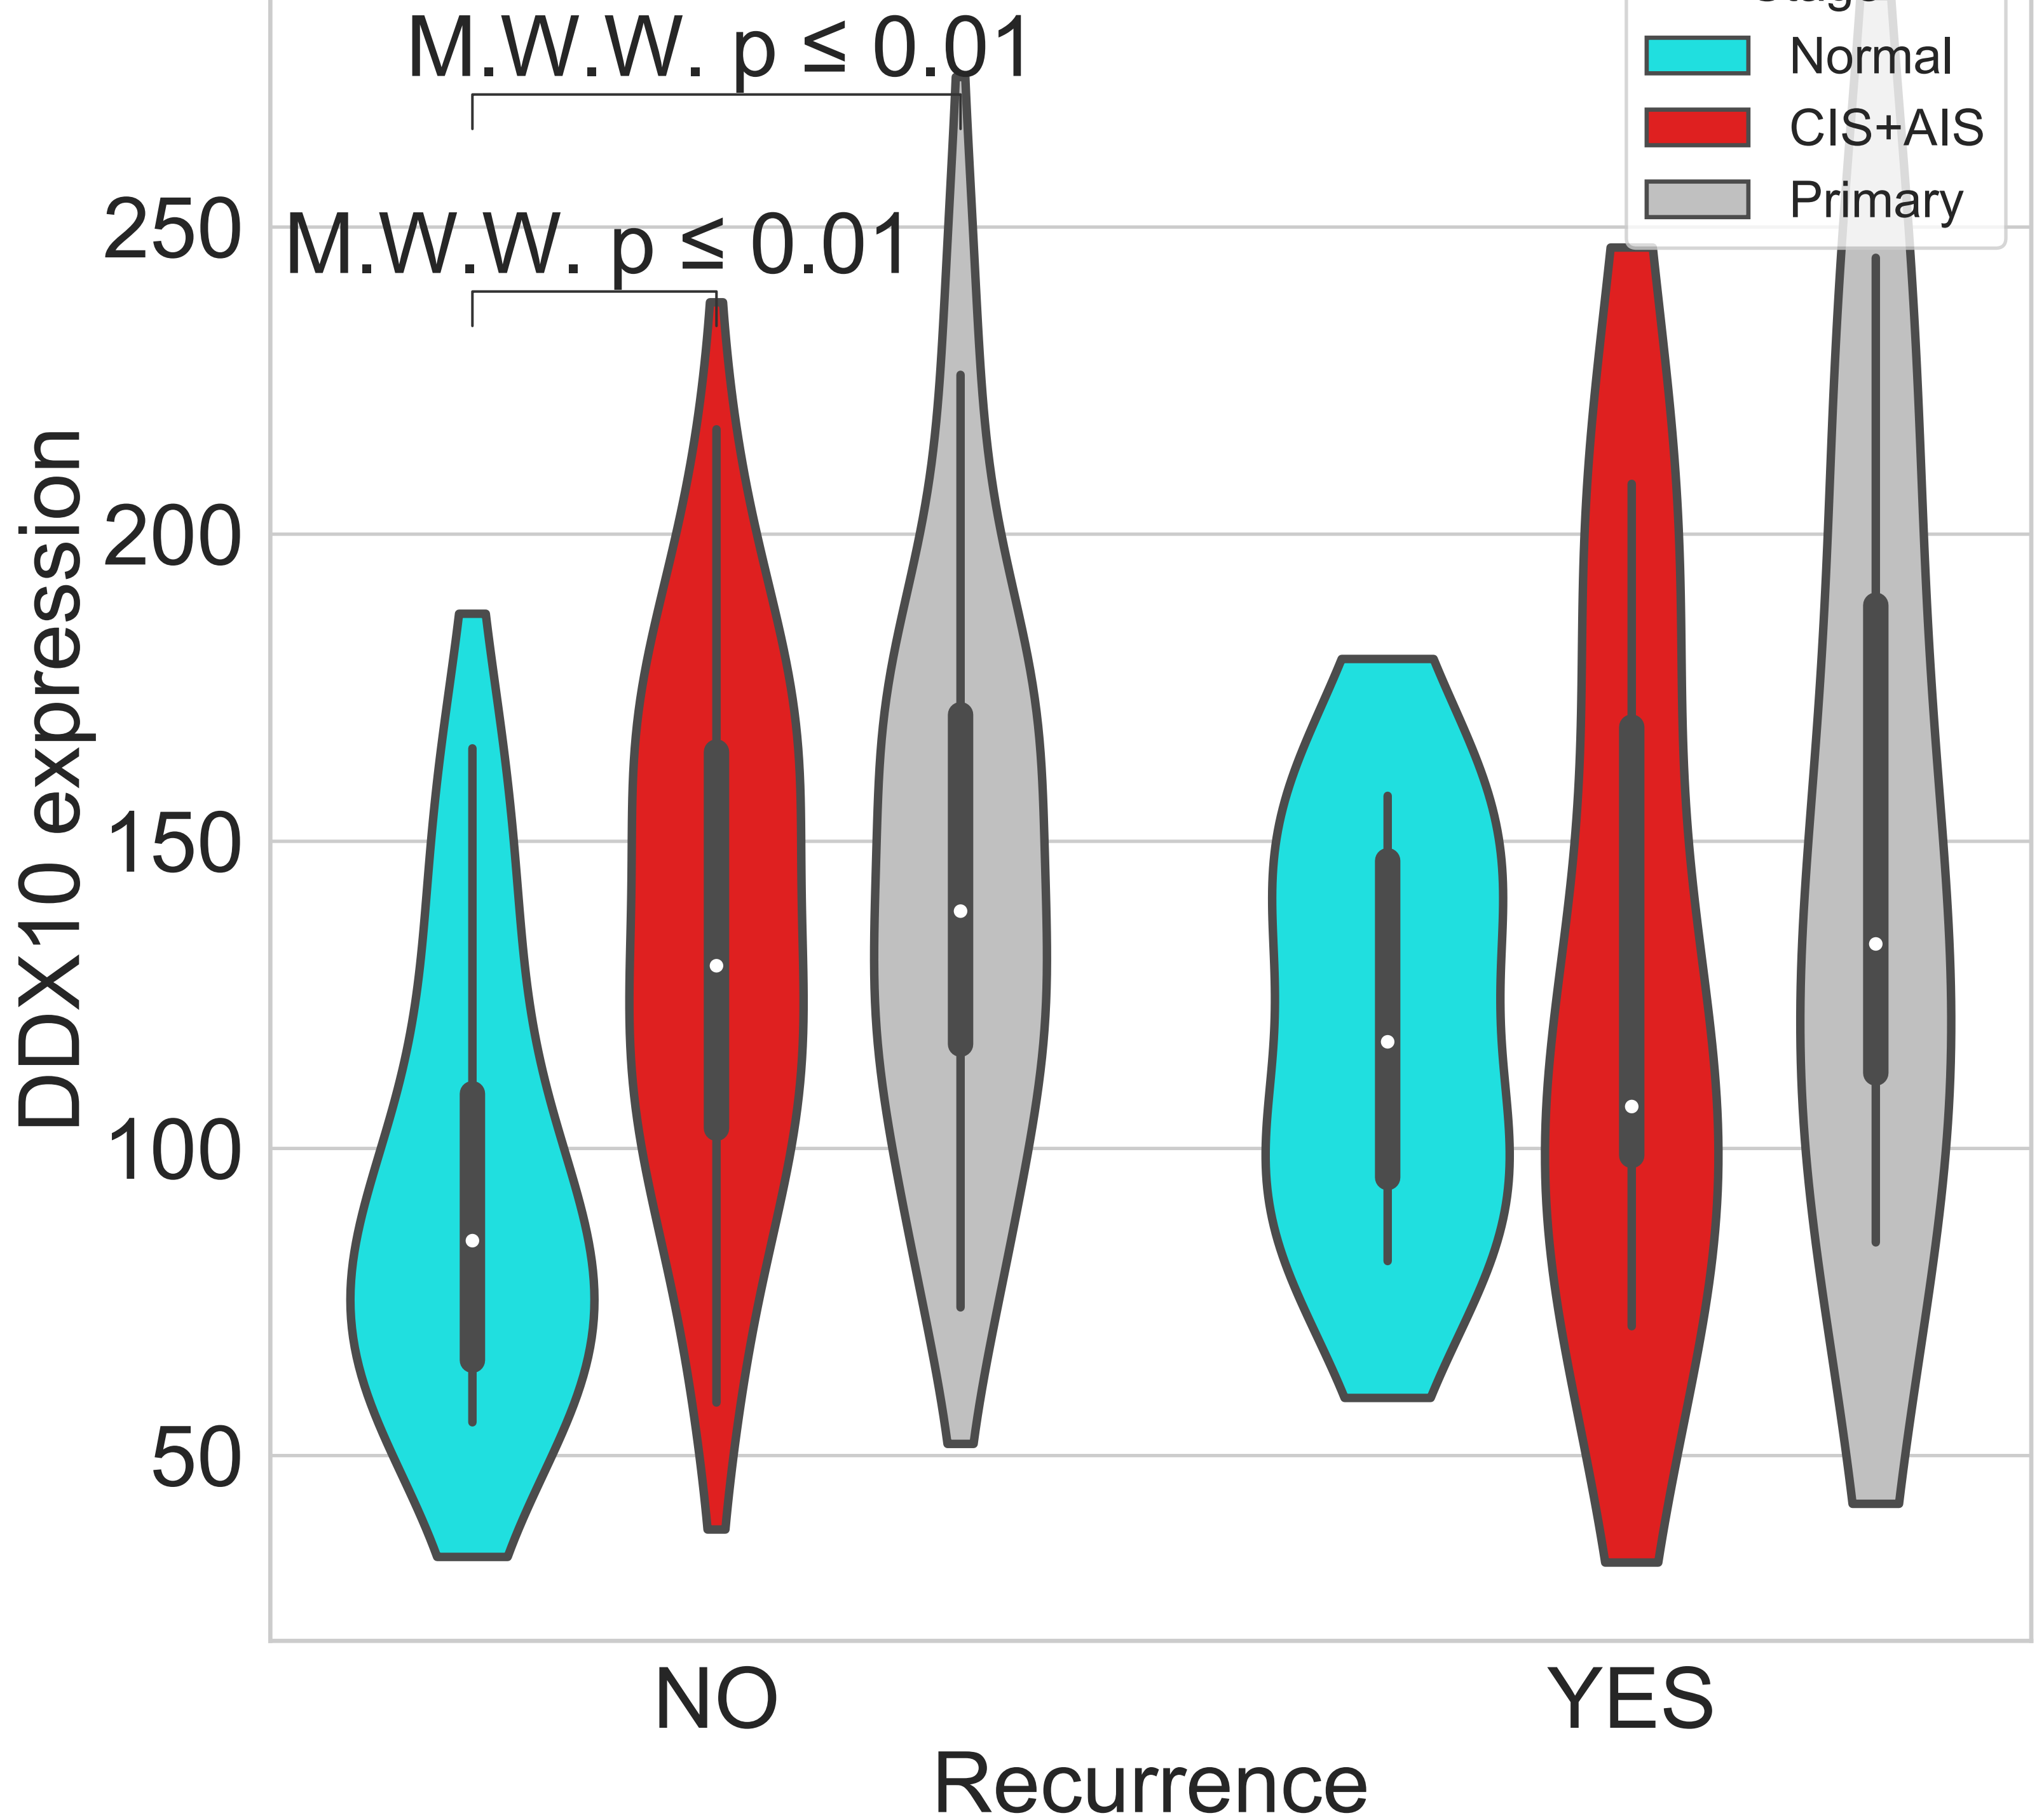 M.W.W. p ≤ 0.01
Normal
CIS+AIS
Primary
M.W.W. p ≤ 0.01
250
200
150
100
50
DDX10 expression
NO
YES
Recurrence